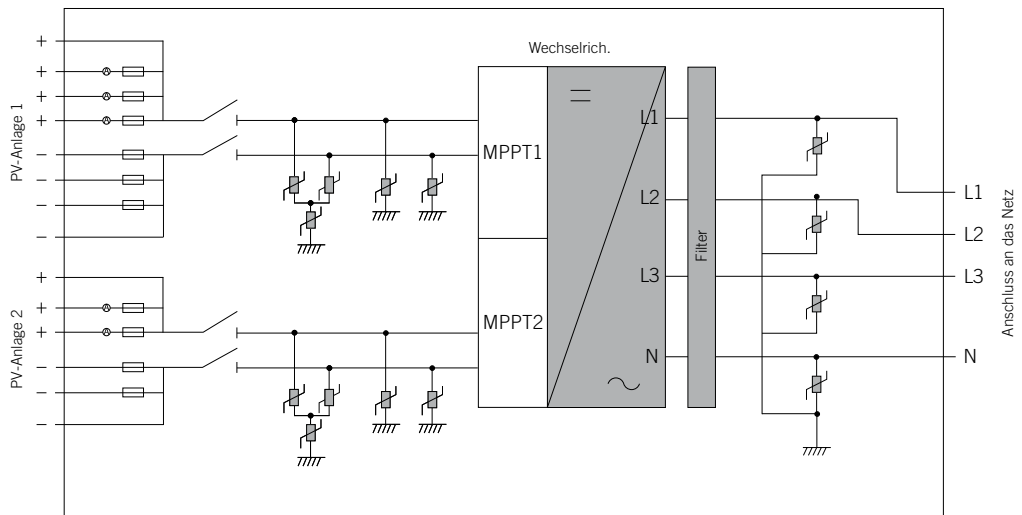 Wechselrich.
PV-Anlage 1
+
+
+
+
−
−
−
−
MPPT1
L1
L2
L1
L2
Filter
Anschluss an das Netz
PV-Anlage 2
+
+
+
−
−
−
MPPT2
L3
L3
N
N